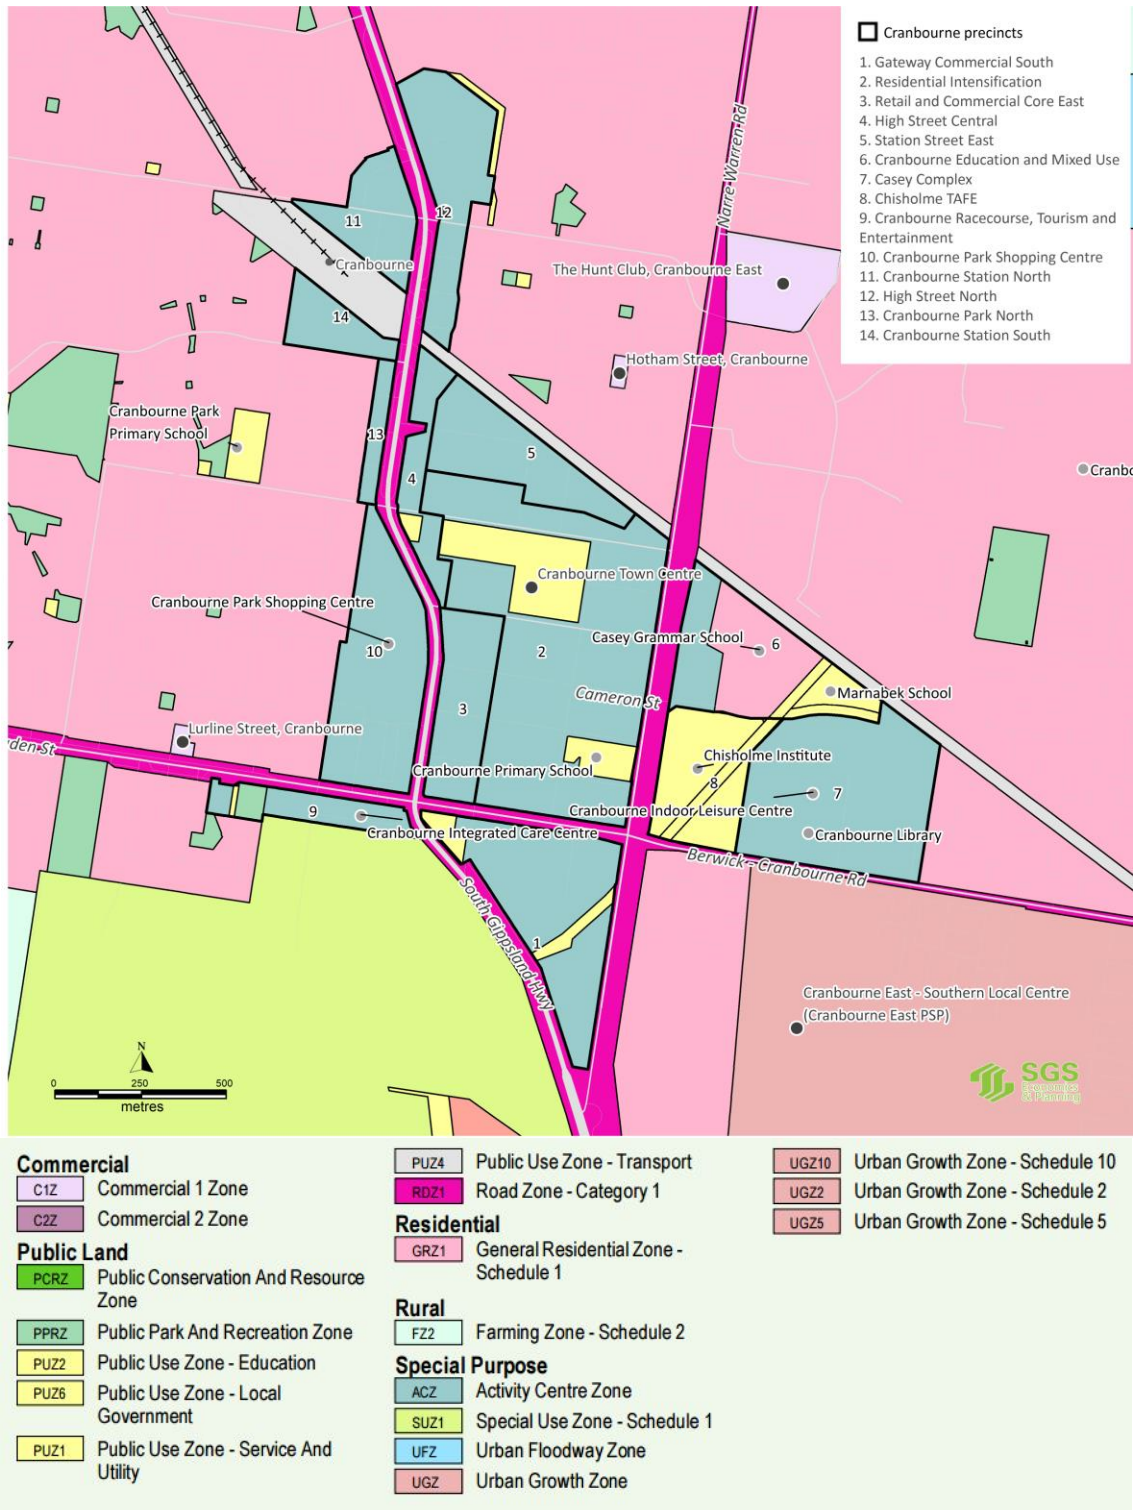 Cranbourne precincts
1. Gateway Commercial South
2. Residential Intensification
3. Retail and Commercial Core East
4. High Street Central
5. Station Street East
6. Cranbourne Education and Mixed Use
7. Casey Complex
8. Chisholme TAFE
9. Cranbourne Racecourse, Tourism and
Entertainment
10. Cranbourne Park Shopping Centre
11. Cranbourne Station North
12. High Street North
13. Cranbourne Park North
14. Cranbourne Station South
Narre Warren Rd
11
12
Cranbourne
The Hunt Club, Cranbourne East
14
Hotham Street, Cranbourne
Cranbourne Park
Primary School
13
5
4
Cranbo
Cranbourne Town Centre
Cranbourne Park Shopping Centre
Casey Grammar School
6
10
2
Cameron St
Marnabek School
3
Lurline Street, Cranbourne
den St
Cranbourne Primary School
Chisholme Institute
8
7
9
Cranbourne Indoor Leisure Centre
Cranbourne Integrated Care Centre
Cranbourne Library
Berwick - Cranbourne Rd
South Gippsland Hwy
1
Cranbourne East - Southern Local Centre
(Cranbourne East PSP)
N
0 250 500
metres
SGS
Economics
& Planning
Commercial
C1Z Commercial 1 Zone
C2Z Commercial 2 Zone
Public Land
PCRZ Public Conservation And Resource
Zone
PPRZ Public Park And Recreation Zone
PUZ2 Public Use Zone - Education
PUZ6 Public Use Zone - Local
Government
PUZ1 Public Use Zone - Service And
Utility
PUZ4 Public Use Zone - Transport
RDZ1 Road Zone - Category 1
Residential
GRZ1 General Residential Zone -
Schedule 1
Rural
FZ2 Farming Zone - Schedule 2
Special Purpose
ACZ Activity Centre Zone
SUZ1 Special Use Zone - Schedule 1
UFZ Urban Floodway Zone
UGZ Urban Growth Zone
UGZ10 Urban Growth Zone - Schedule 10
UGZ2 Urban Growth Zone - Schedule 2
UGZ5 Urban Growth Zone - Schedule 5